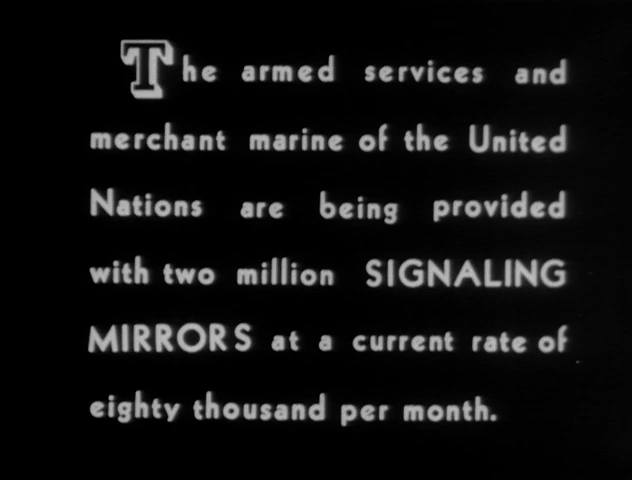 The armed services and
merchant marine of the United
Nations are being provided
with two million SIGNALING
MIRRORS at a current rate of
eighty thousand per month.